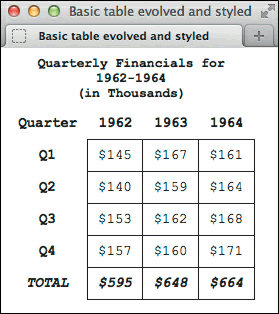 Basic table evolved and styled
Basic table evolved and styled
Quarterly Financials for
1962-1964
(in Thousands)
Quarter 1962 1963 1964
Q1 $145 $167 $161
Q2 $140 $159 $164
Q3 $153 $162 $168
Q4 $157 $160 $171
TOTAL $595 $648 $664